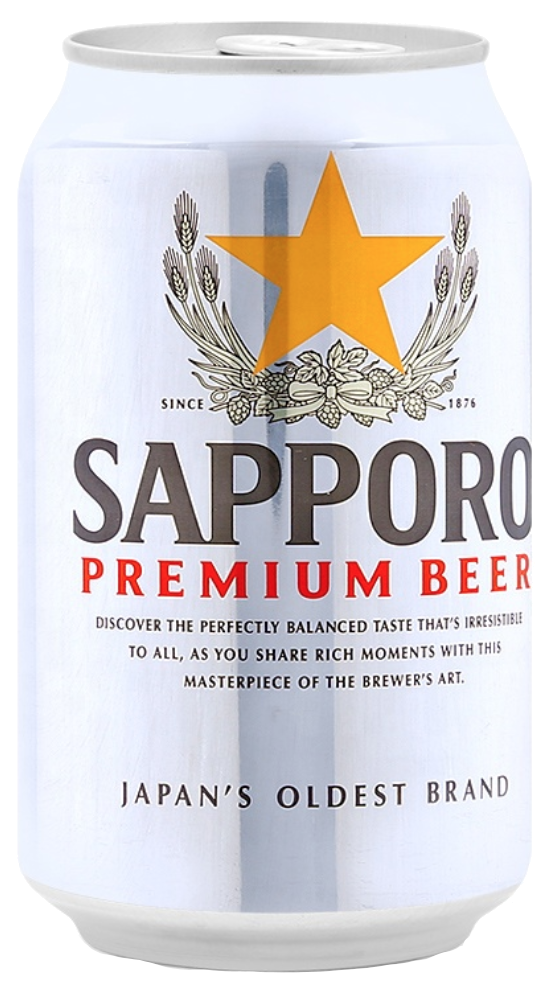 SINCE 1876
SAPPORO
PREMIUM BEER
DISCOVER THE PERFECTLY BALANCED TASTE THAT'S IRRESISTIBLE
TO ALL, AS YOU SHARE RICH MOMENTS WITH THIS
MASTERPIECE OF THE BREWER'S ART.
JAPAN'S OLDEST BRAND